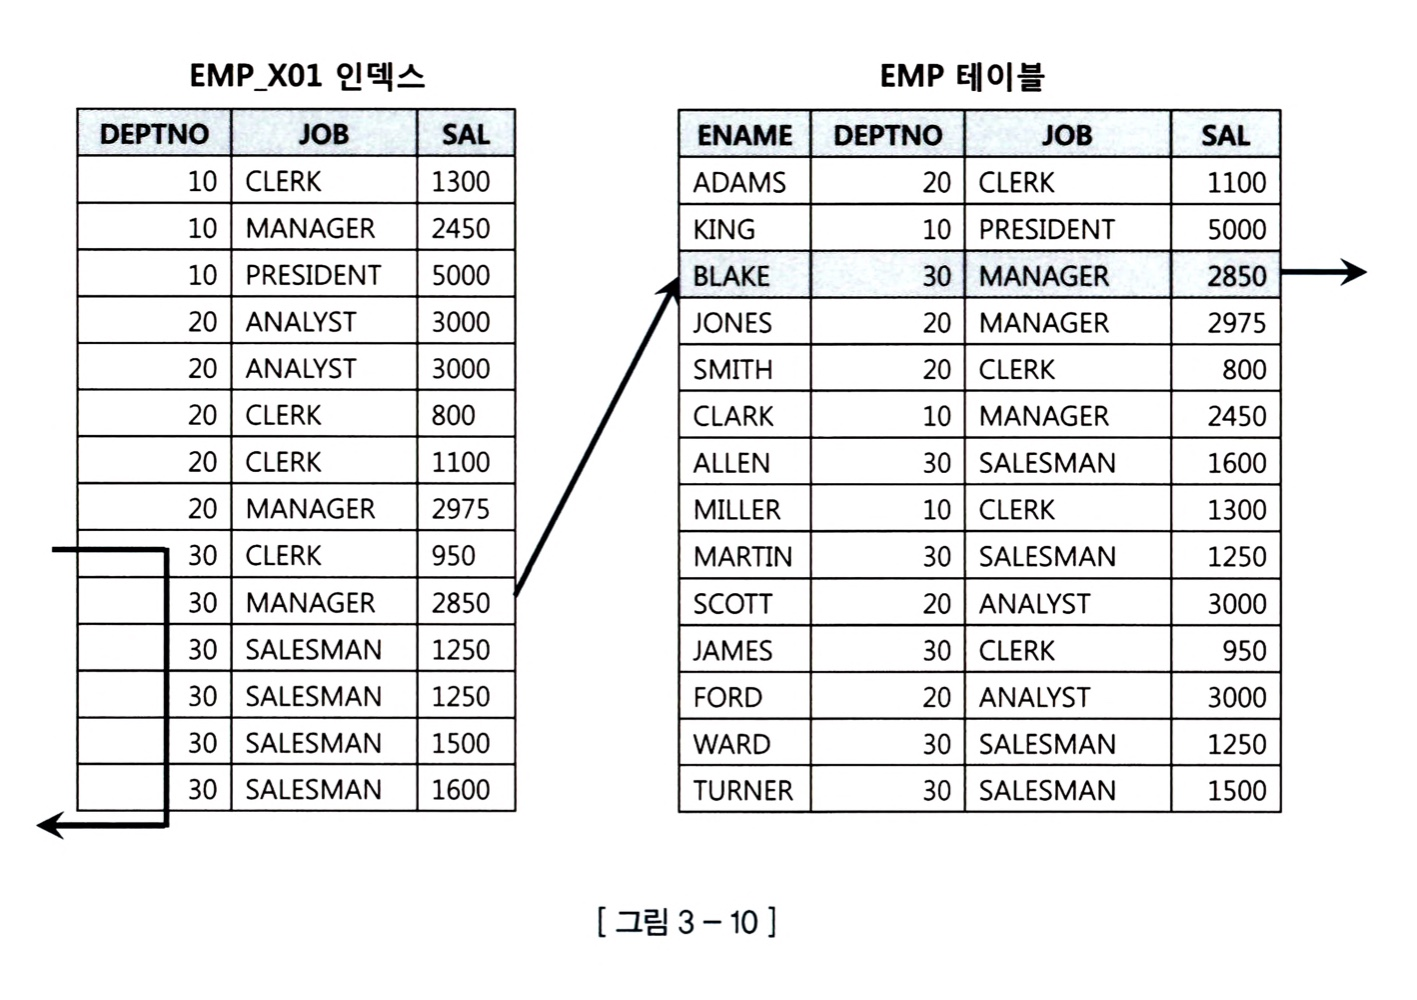 EMP_X01 인덱스
DEPTNO JOB SAL
10 CLERK 1300
10 MANAGER 2450
10 PRESIDENT 5000
20 ANALYST 3000
20 ANALYST 3000
20 CLERK 800
20 CLERK 1100
20 MANAGER 2975
30 CLERK 950
30 MANAGER 2850
30 SALESMAN 1250
30 SALESMAN 1250
30 SALESMAN 1500
30 SALESMAN 1600
EMP 테이블
ENAME DEPTNO JOB SAL
ADAMS 20 CLERK 1100
KING 10 PRESIDENT 5000
BLAKE 30 MANAGER 2850
JONES 20 MANAGER 2975
SMITH 20 CLERK 800
CLARK 10 MANAGER 2450
ALLEN 30 SALESMAN 1600
MILLER 10 CLERK 1300
MARTIN 30 SALESMAN 1250
SCOTT 20 ANALYST 3000
JAMES 30 CLERK 950
FORD 20 ANALYST 3000
WARD 30 SALESMAN 1250
TURNER 30 SALESMAN 1500
[ 그림 3 – 10 ]